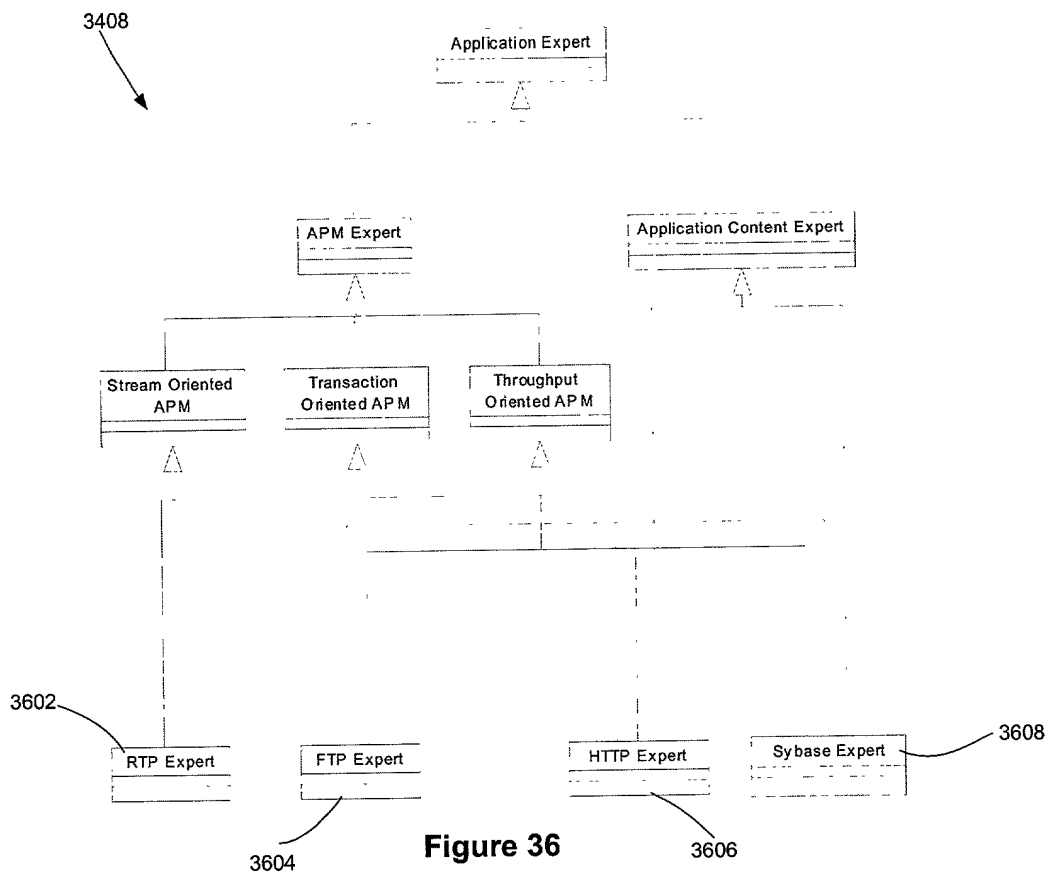 3408
Application Expert
APM Expert
Application Content Expert
Stream Oriented
APM
Transaction
Oriented APM
Throughput
Oriented APM
3602
RTP Expert
FTP Expert
HTTP Expert
Sybase Expert
3608
3604
Figure 36
3606